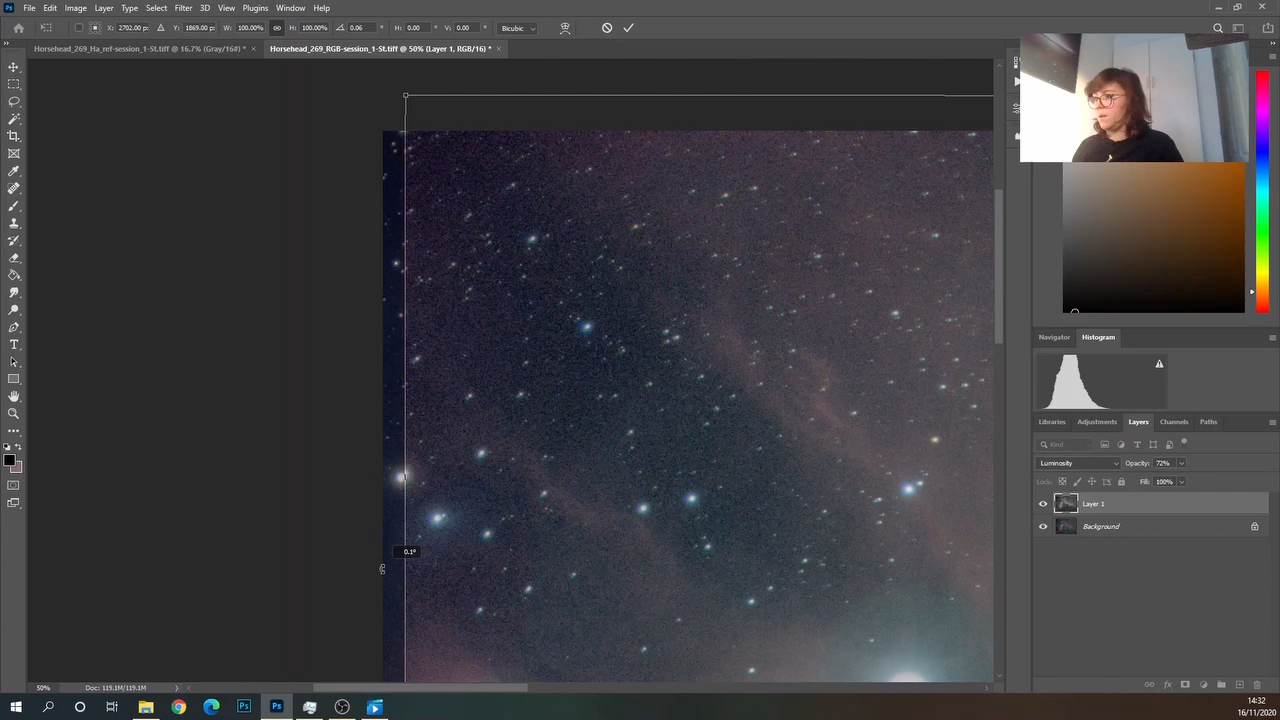 File Edit Image Layer Type Select Filter 3D View Plugins Window Help
X: 2702.00 px Y: 1869.00 px W: 100.00% H: 100.00% 0.06 H: 0.00 V: 0.00 Bicubic
Horsehead_269_Ha_ref-session_1-St.tiff @ 16.7% (Gray/16#) * × Horsehead_269_RGB-session_1-St.tiff @ 50% (Layer 1, RGB/16) * ×
Navigator Histogram
Libraries Adjustments Layers Channels Paths
Kind
Luminosity Opacity: 72%
Lock: Fill: 100%
Layer 1
Background
0.1°
50% Doc: 119.1M/119.1M
14:32
16/11/2020